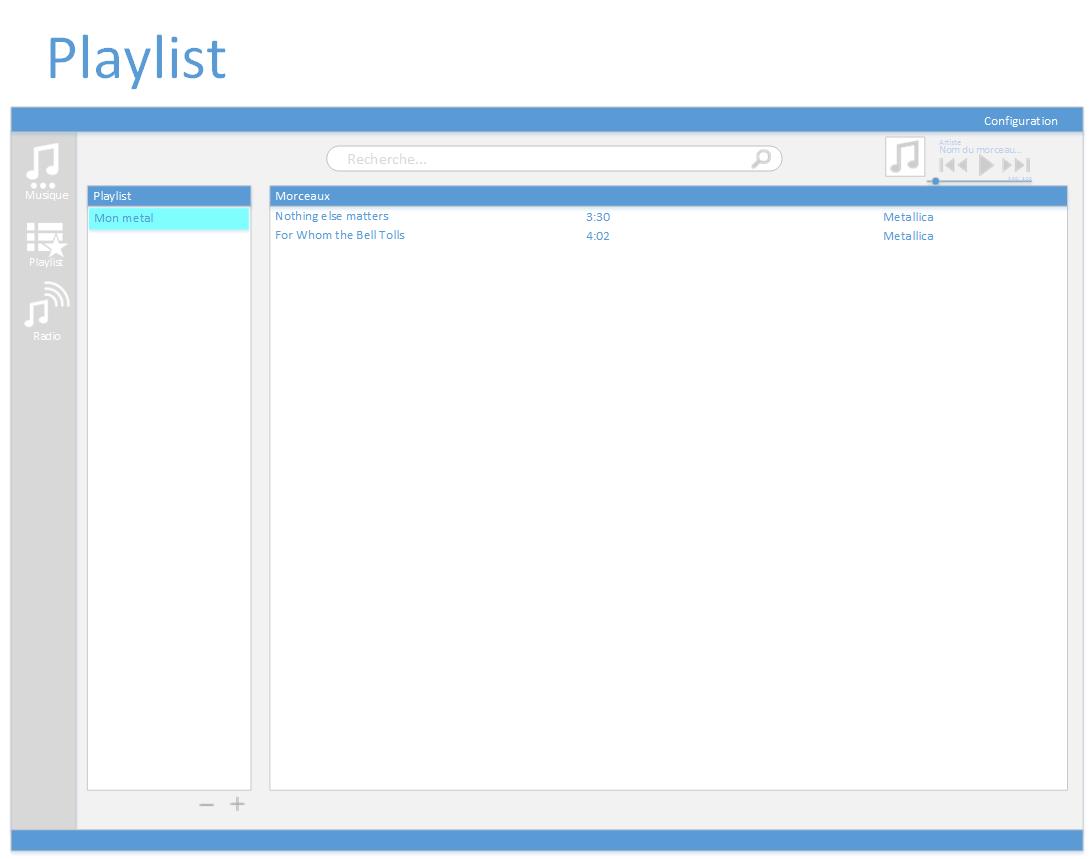 Playlist
Configuration
Recherche...
Artiste
Nom du morceau...
Musique
Playlist
Radio
Playlist
Mon metal
Morceaux
Nothing else matters 3:30 Metallica
For Whom the Bell Tolls 4:02 Metallica